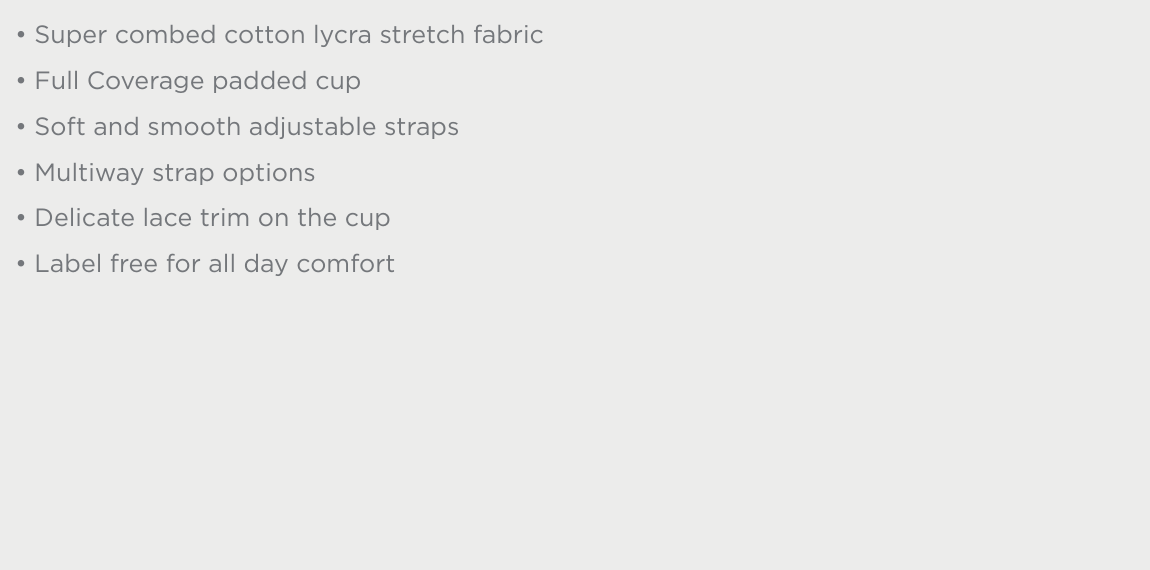 • Super combed cotton lycra stretch fabric
• Full Coverage padded cup
• Soft and smooth adjustable straps
• Multiway strap options
• Delicate lace trim on the cup
• Label free for all day comfort